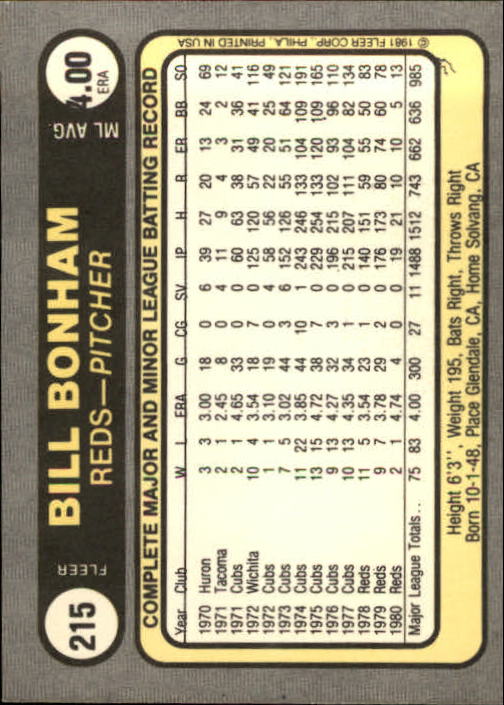 215
FLEER
BILL BONHAM
REDS—PITCHER
ML AVG.
4.00
ERA
COMPLETE MAJOR AND MINOR LEAGUE BATTING RECORD
Year Club W L ERA G CG SV IP H R ER BB SO
1970 Huron 3 3 3.00 18 0 6 39 27 20 13 24 69
1971 Tacoma 2 1 2.45 8 0 0 11 9 4 3 2 12
1971 Cubs 2 1 4.65 33 0 0 60 63 38 31 36 41
1972 Wichita 10 4 3.54 18 7 0 125 120 57 49 41 116
1972 Cubs 1 1 3.10 19 0 4 58 56 22 20 25 49
1973 Cubs 7 5 3.02 44 3 6 152 126 55 51 64 121
1974 Cubs 11 22 3.85 44 10 1 243 246 133 104 109 191
1975 Cubs 13 15 4.72 38 7 0 229 254 133 120 109 165
1976 Cubs 9 13 4.27 32 3 0 196 215 102 93 96 110
1977 Cubs 10 13 4.35 34 1 0 215 207 111 104 82 134
1978 Reds 11 5 3.54 23 1 0 140 151 59 55 50 83
1979 Reds 9 7 3.78 29 2 0 176 173 80 74 60 78
1980 Reds 2 1 4.74 4 0 0 19 21 10 10 5 13
Major League Totals . . 75 83 4.00 300 27 11 1488 1512 743 662 636 985
Height 6'3", Weight 195, Bats Right, Throws Right
Born 10-1-48, Place Glendale, CA, Home Solvang, CA
© 1981 FLEER CORP., PHILA., PRINTED IN USA